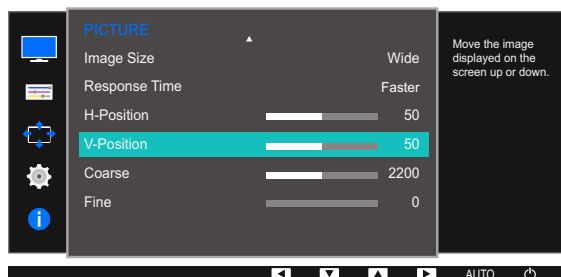 PICTURE
Image Size Wide
Response Time Faster
H-Position 50
V-Position 50
Coarse 2200
Fine 0
Move the image
displayed on the
screen up or down.
AUTO